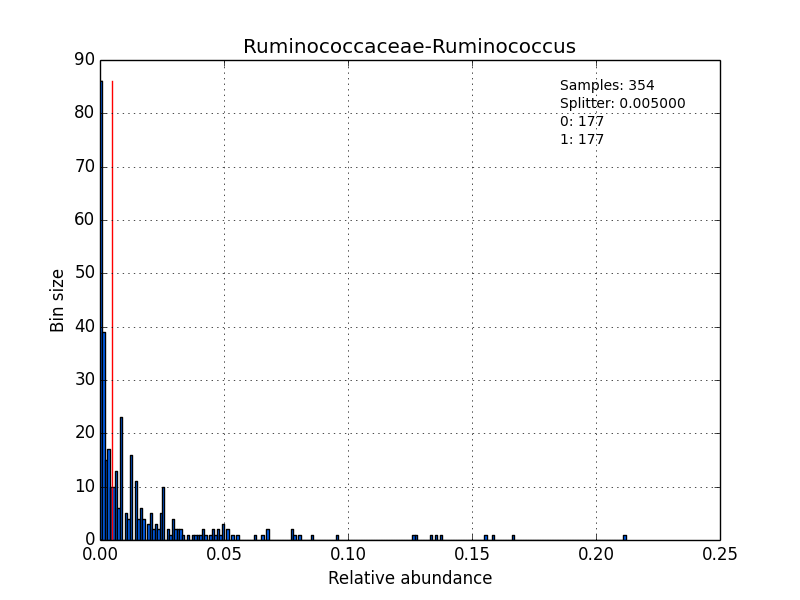 Ruminococcaceae-Ruminococcus
Samples: 354
Splitter: 0.005000
0: 177
1: 177
90
80
70
60
50
40
30
20
10
0
Bin size
0.00 0.05 0.10 0.15 0.20 0.25
Relative abundance